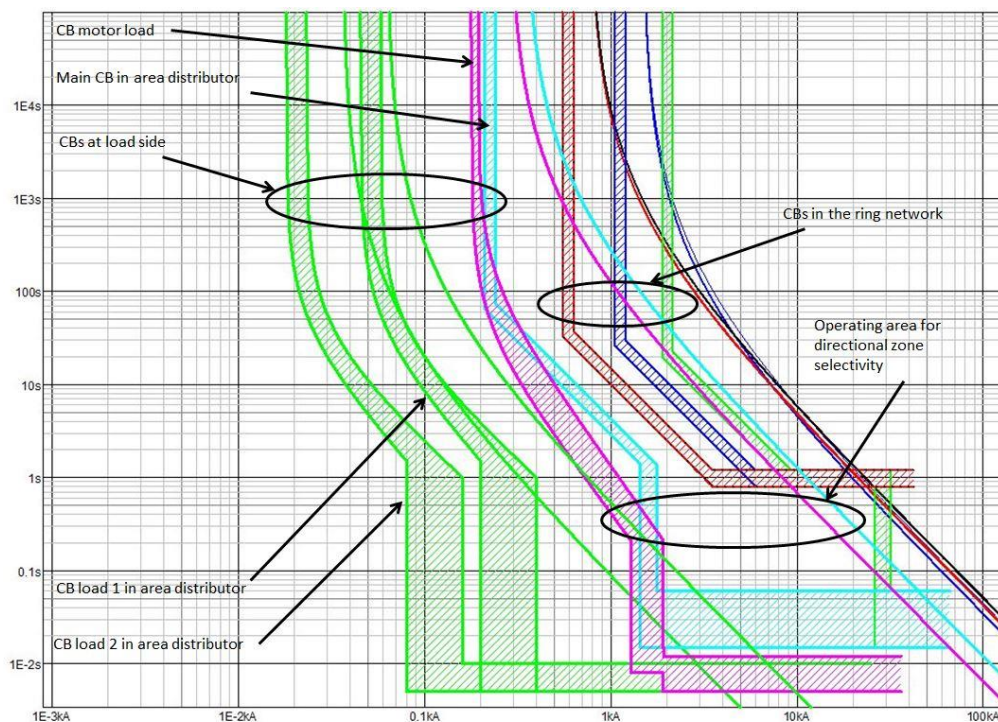 CB motor load
Main CB in area distributor
1E4s
CBs at load side
1E3s
CBs in the ring network
100s
Operating area for
directional zone
selectivity
10s
1s
0.1s
CB load 1 in area distributor
CB load 2 in area distributor
1E-2s
1E-3kA
1E-2kA
0.1kA
1kA
10kA
100kA